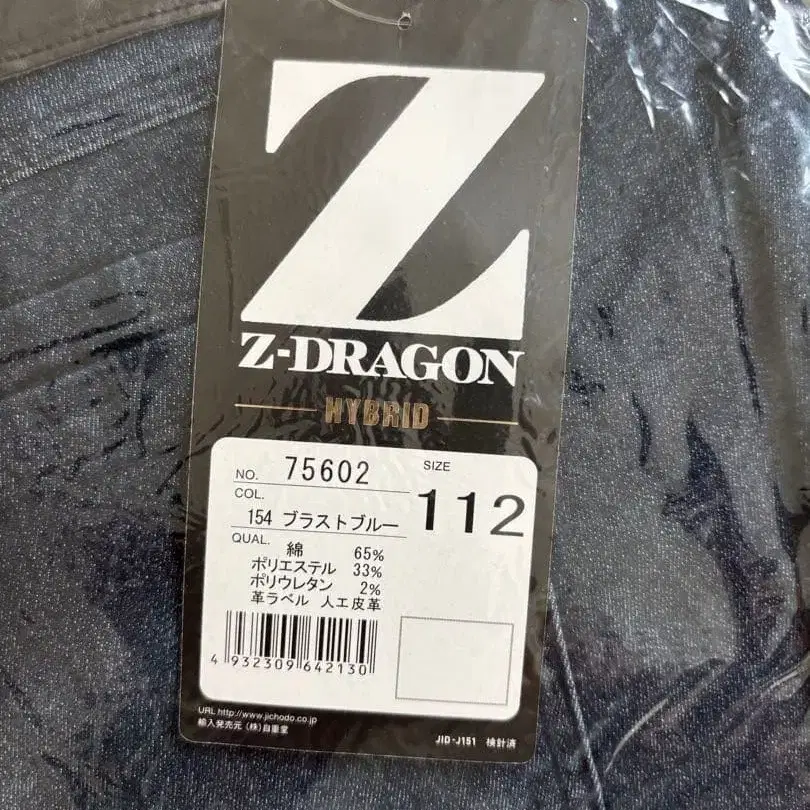 Z
Z-DRAGON
HYBRID
NO. 75602
SIZE
112
COL.
154 ブラストブルー
QUAL.
綿 65%
ポリエステル 33%
ポリウレタン 2%
革ラベル 人工皮革
4 932309 642130
URL http://www.jichodo.co.jp
輸入発売元 (株)自重堂
JID-J151 検針済